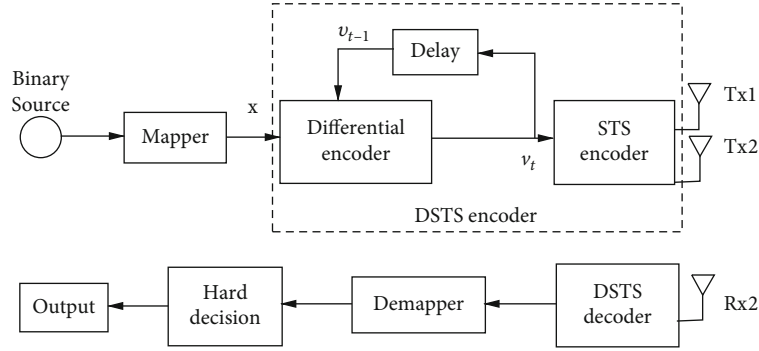 v_{t−1}
Delay
Binary
Source
x
Mapper
Differential
encoder
v_t
STS
encoder
Tx1
Tx2
DSTS encoder
Output
Hard
decision
Demapper
DSTS
decoder
Rx2